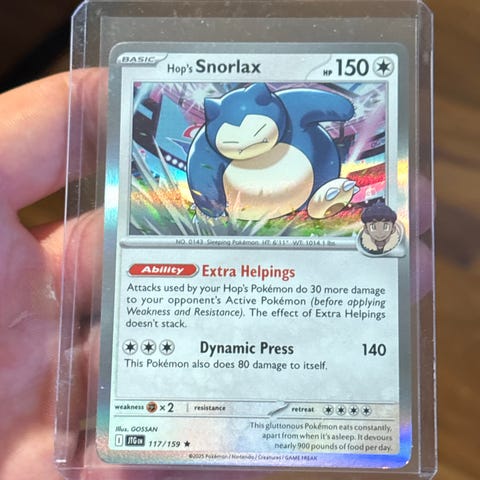 BASIC
Hop's Snorlax HP 150
NO. 0143 Sleeping Pokémon HT: 6'11" WT: 1014.1 lbs
Ability Extra Helpings
Attacks used by your Hop's Pokémon do 30 more damage
to your opponent's Active Pokémon (before applying
Weakness and Resistance). The effect of Extra Helpings
doesn't stack.
Dynamic Press 140
This Pokémon also does 80 damage to itself.
weakness ×2 resistance retreat
Illus. GOSSAN
I JTG EN 117/159 ★
This gluttonous Pokémon eats constantly,
apart from when it's asleep. It devours
nearly 900 pounds of food per day.
©2025 Pokémon / Nintendo / Creatures / GAME FREAK